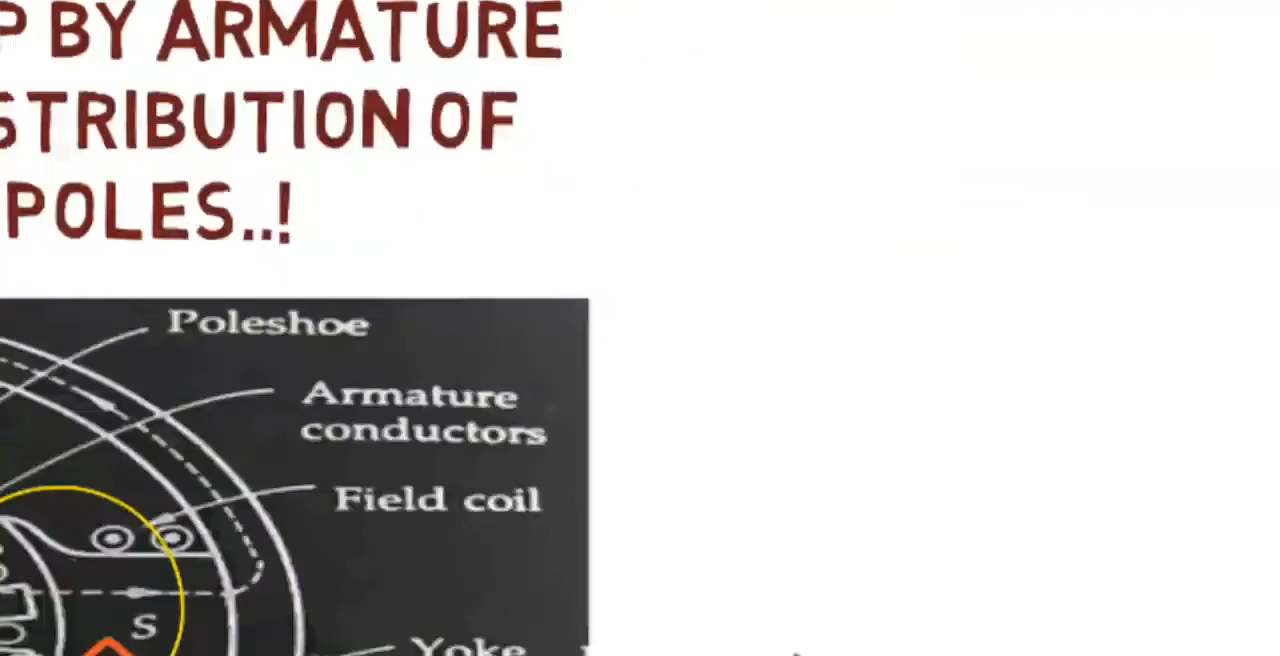 P BY ARMATURE
STRIBUTION OF
POLES..!
Poleshoe
Armature
conductors
Field coil
S
Yoke